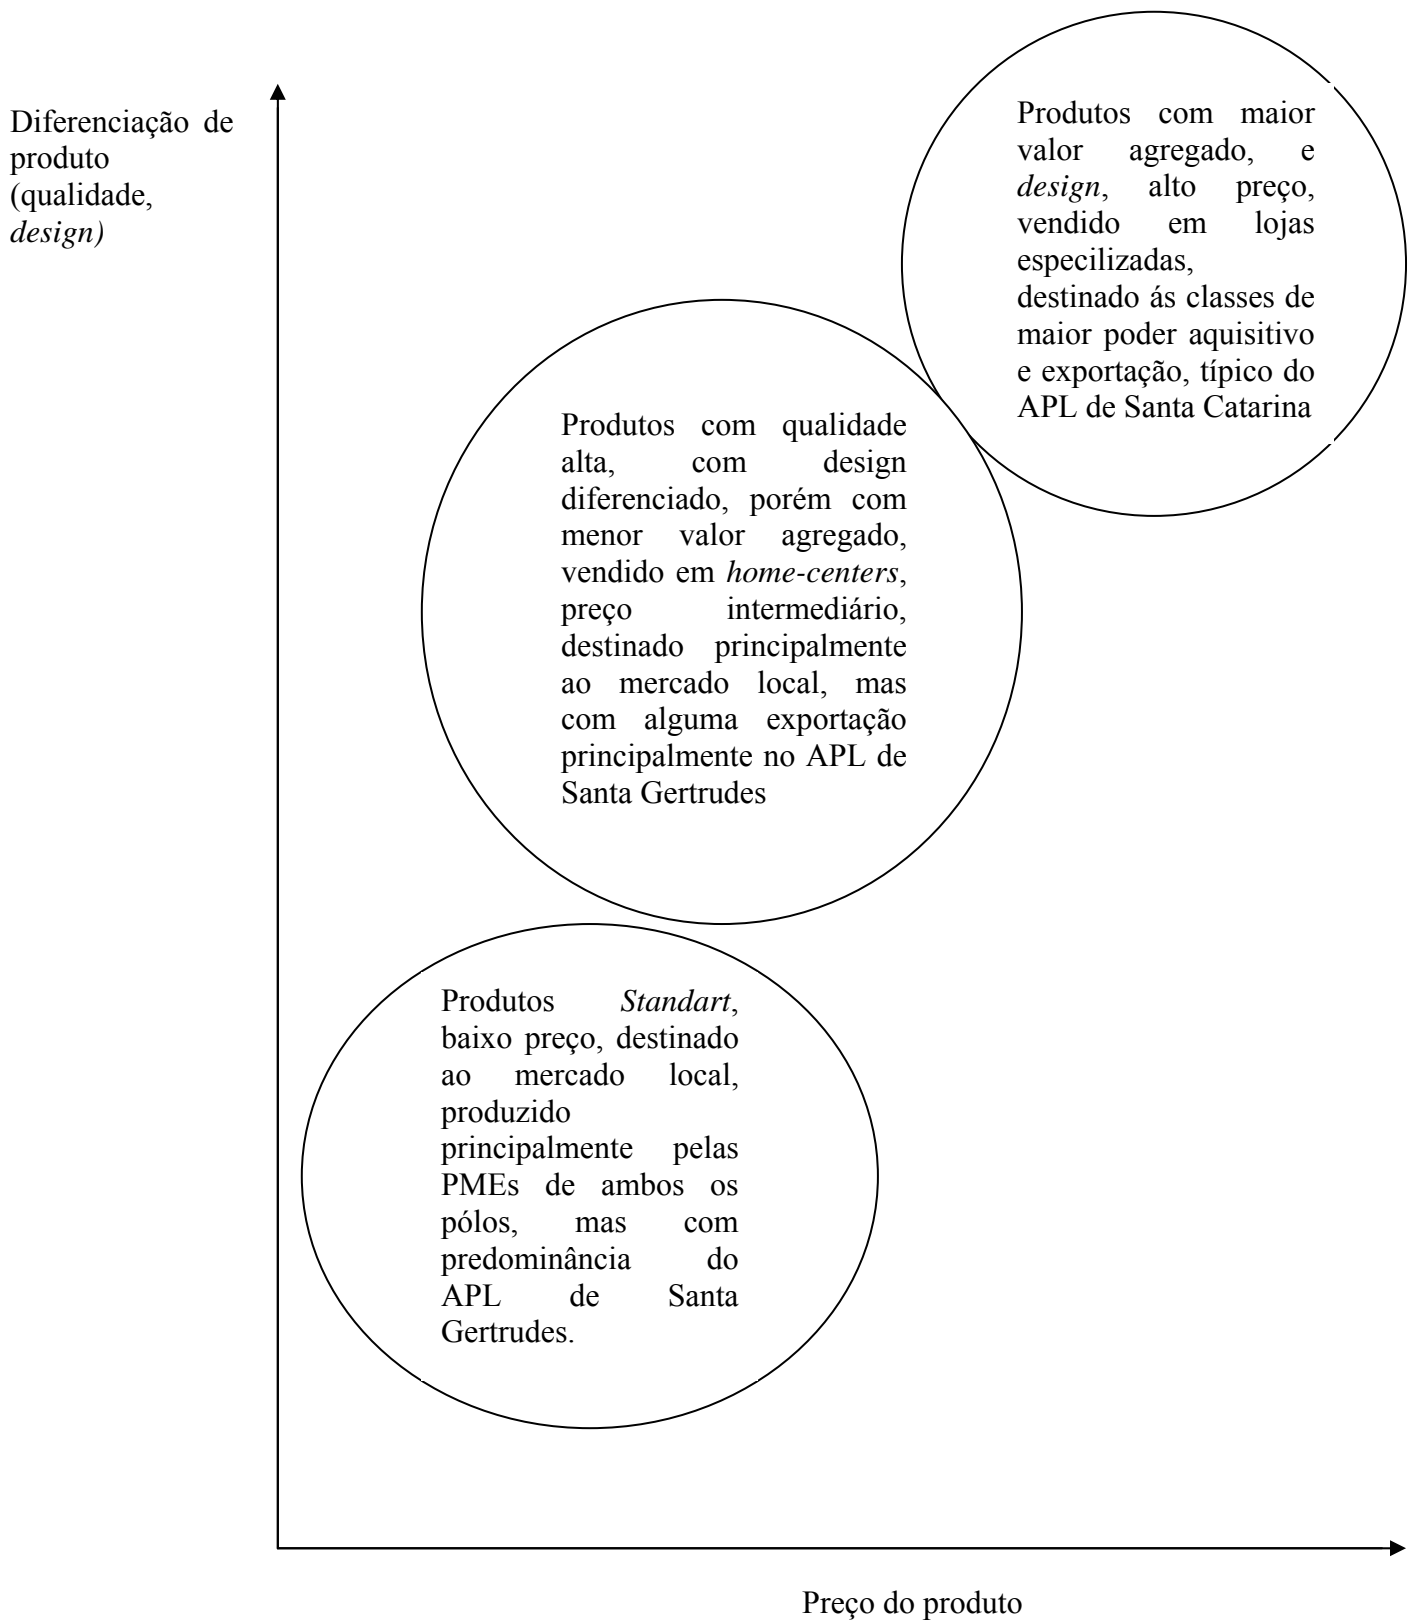 Diferenciação de
produto
(qualidade,
design)
Produtos com maior
valor agregado, e
design, alto preço,
vendido em lojas
especilizadas,
destinado ás classes de
maior poder aquisitivo
e exportação, típico do
APL de Santa Catarina
Produtos com qualidade
alta, com design
diferenciado, porém com
menor valor agregado,
vendido em home-centers,
preço intermediário,
destinado principalmente
ao mercado local, mas
com alguma exportação
principalmente no APL de
Santa Gertrudes
Produtos Standart,
baixo preço, destinado
ao mercado local,
produzido
principalmente pelas
PMEs de ambos os
pólos, mas com
predominância do
APL de Santa
Gertrudes.
Preço do produto